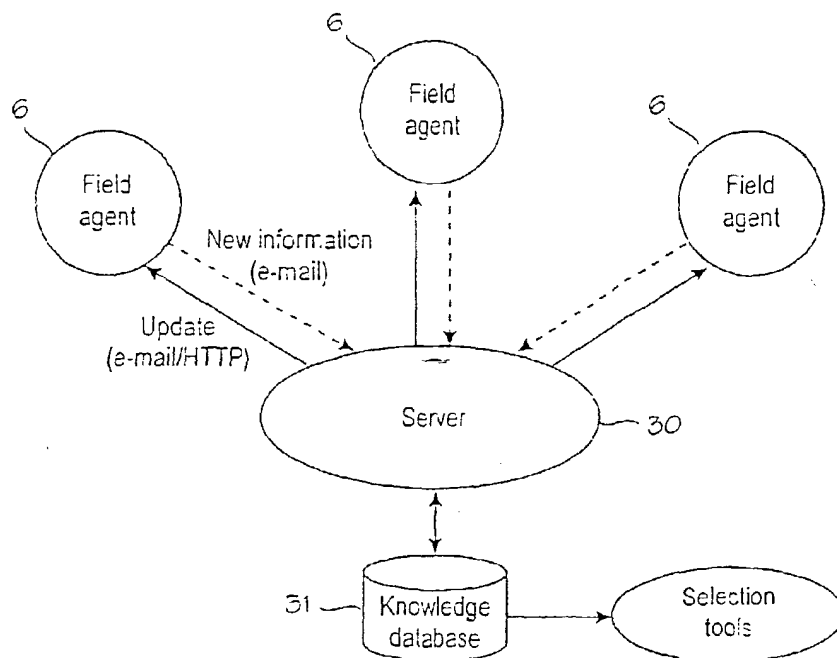 6
Field
agent
6
Field
agent
6
Field
agent
New information
(e-mail)
Update
(e-mail/HTTP)
Server
30
31
Knowledge
database
Selection
tools